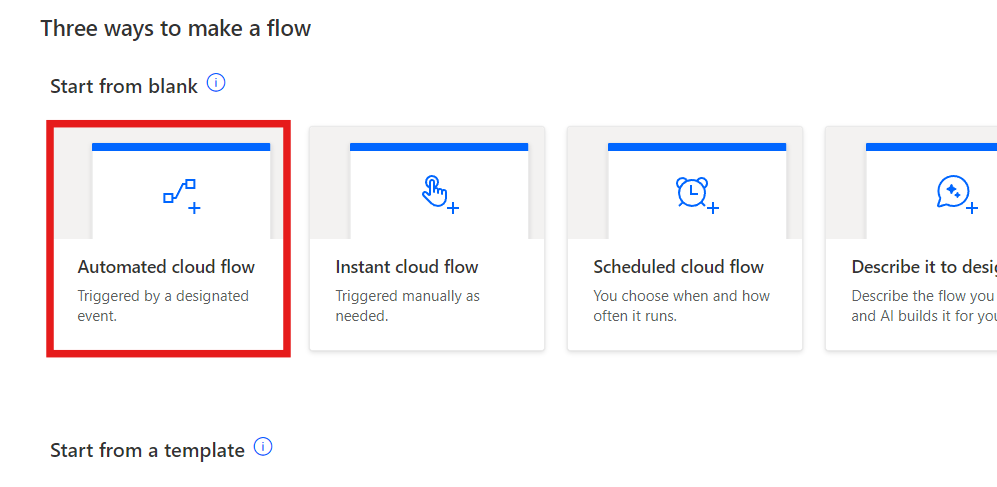 Three ways to make a flow
Start from blank
Automated cloud flow
Triggered by a designated
event.
Instant cloud flow
Triggered manually as
needed.
Scheduled cloud flow
You choose when and how
often it runs.
Describe it to
Describe the flow you
and AI builds it for
Start from a template